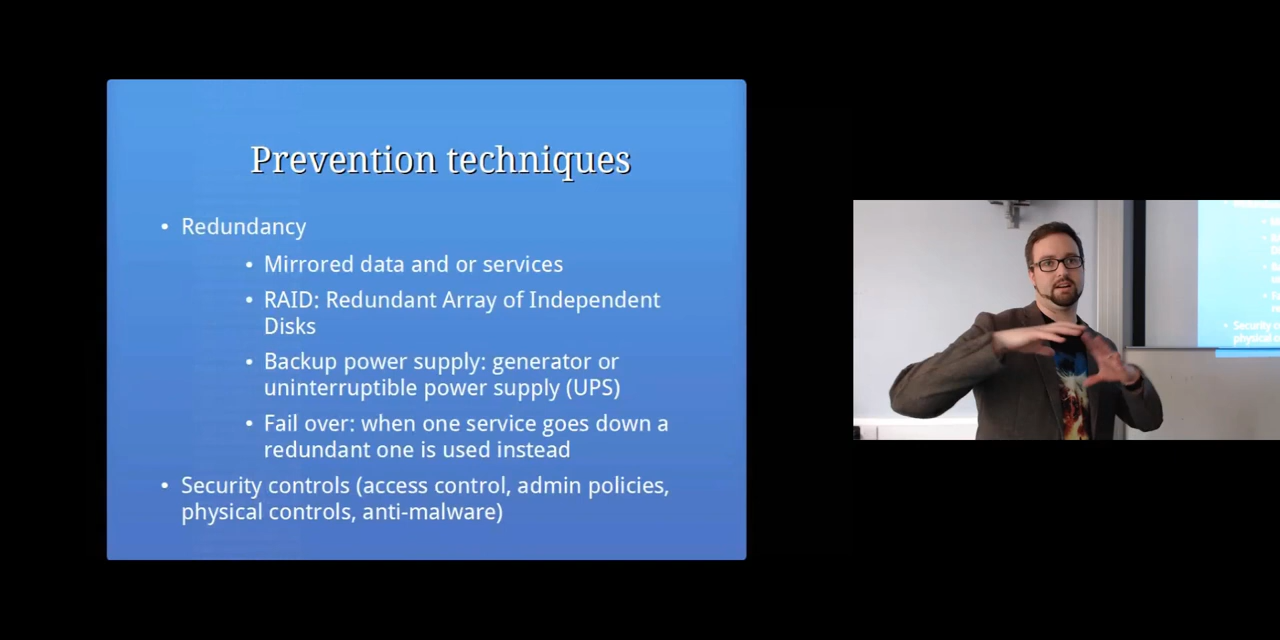 Prevention techniques
• Redundancy
• Mirrored data and or services
• RAID: Redundant Array of Independent
Disks
• Backup power supply: generator or
uninterruptible power supply (UPS)
• Fail over: when one service goes down a
redundant one is used instead
• Security controls (access control, admin policies,
physical controls, anti-malware)
Security
physical